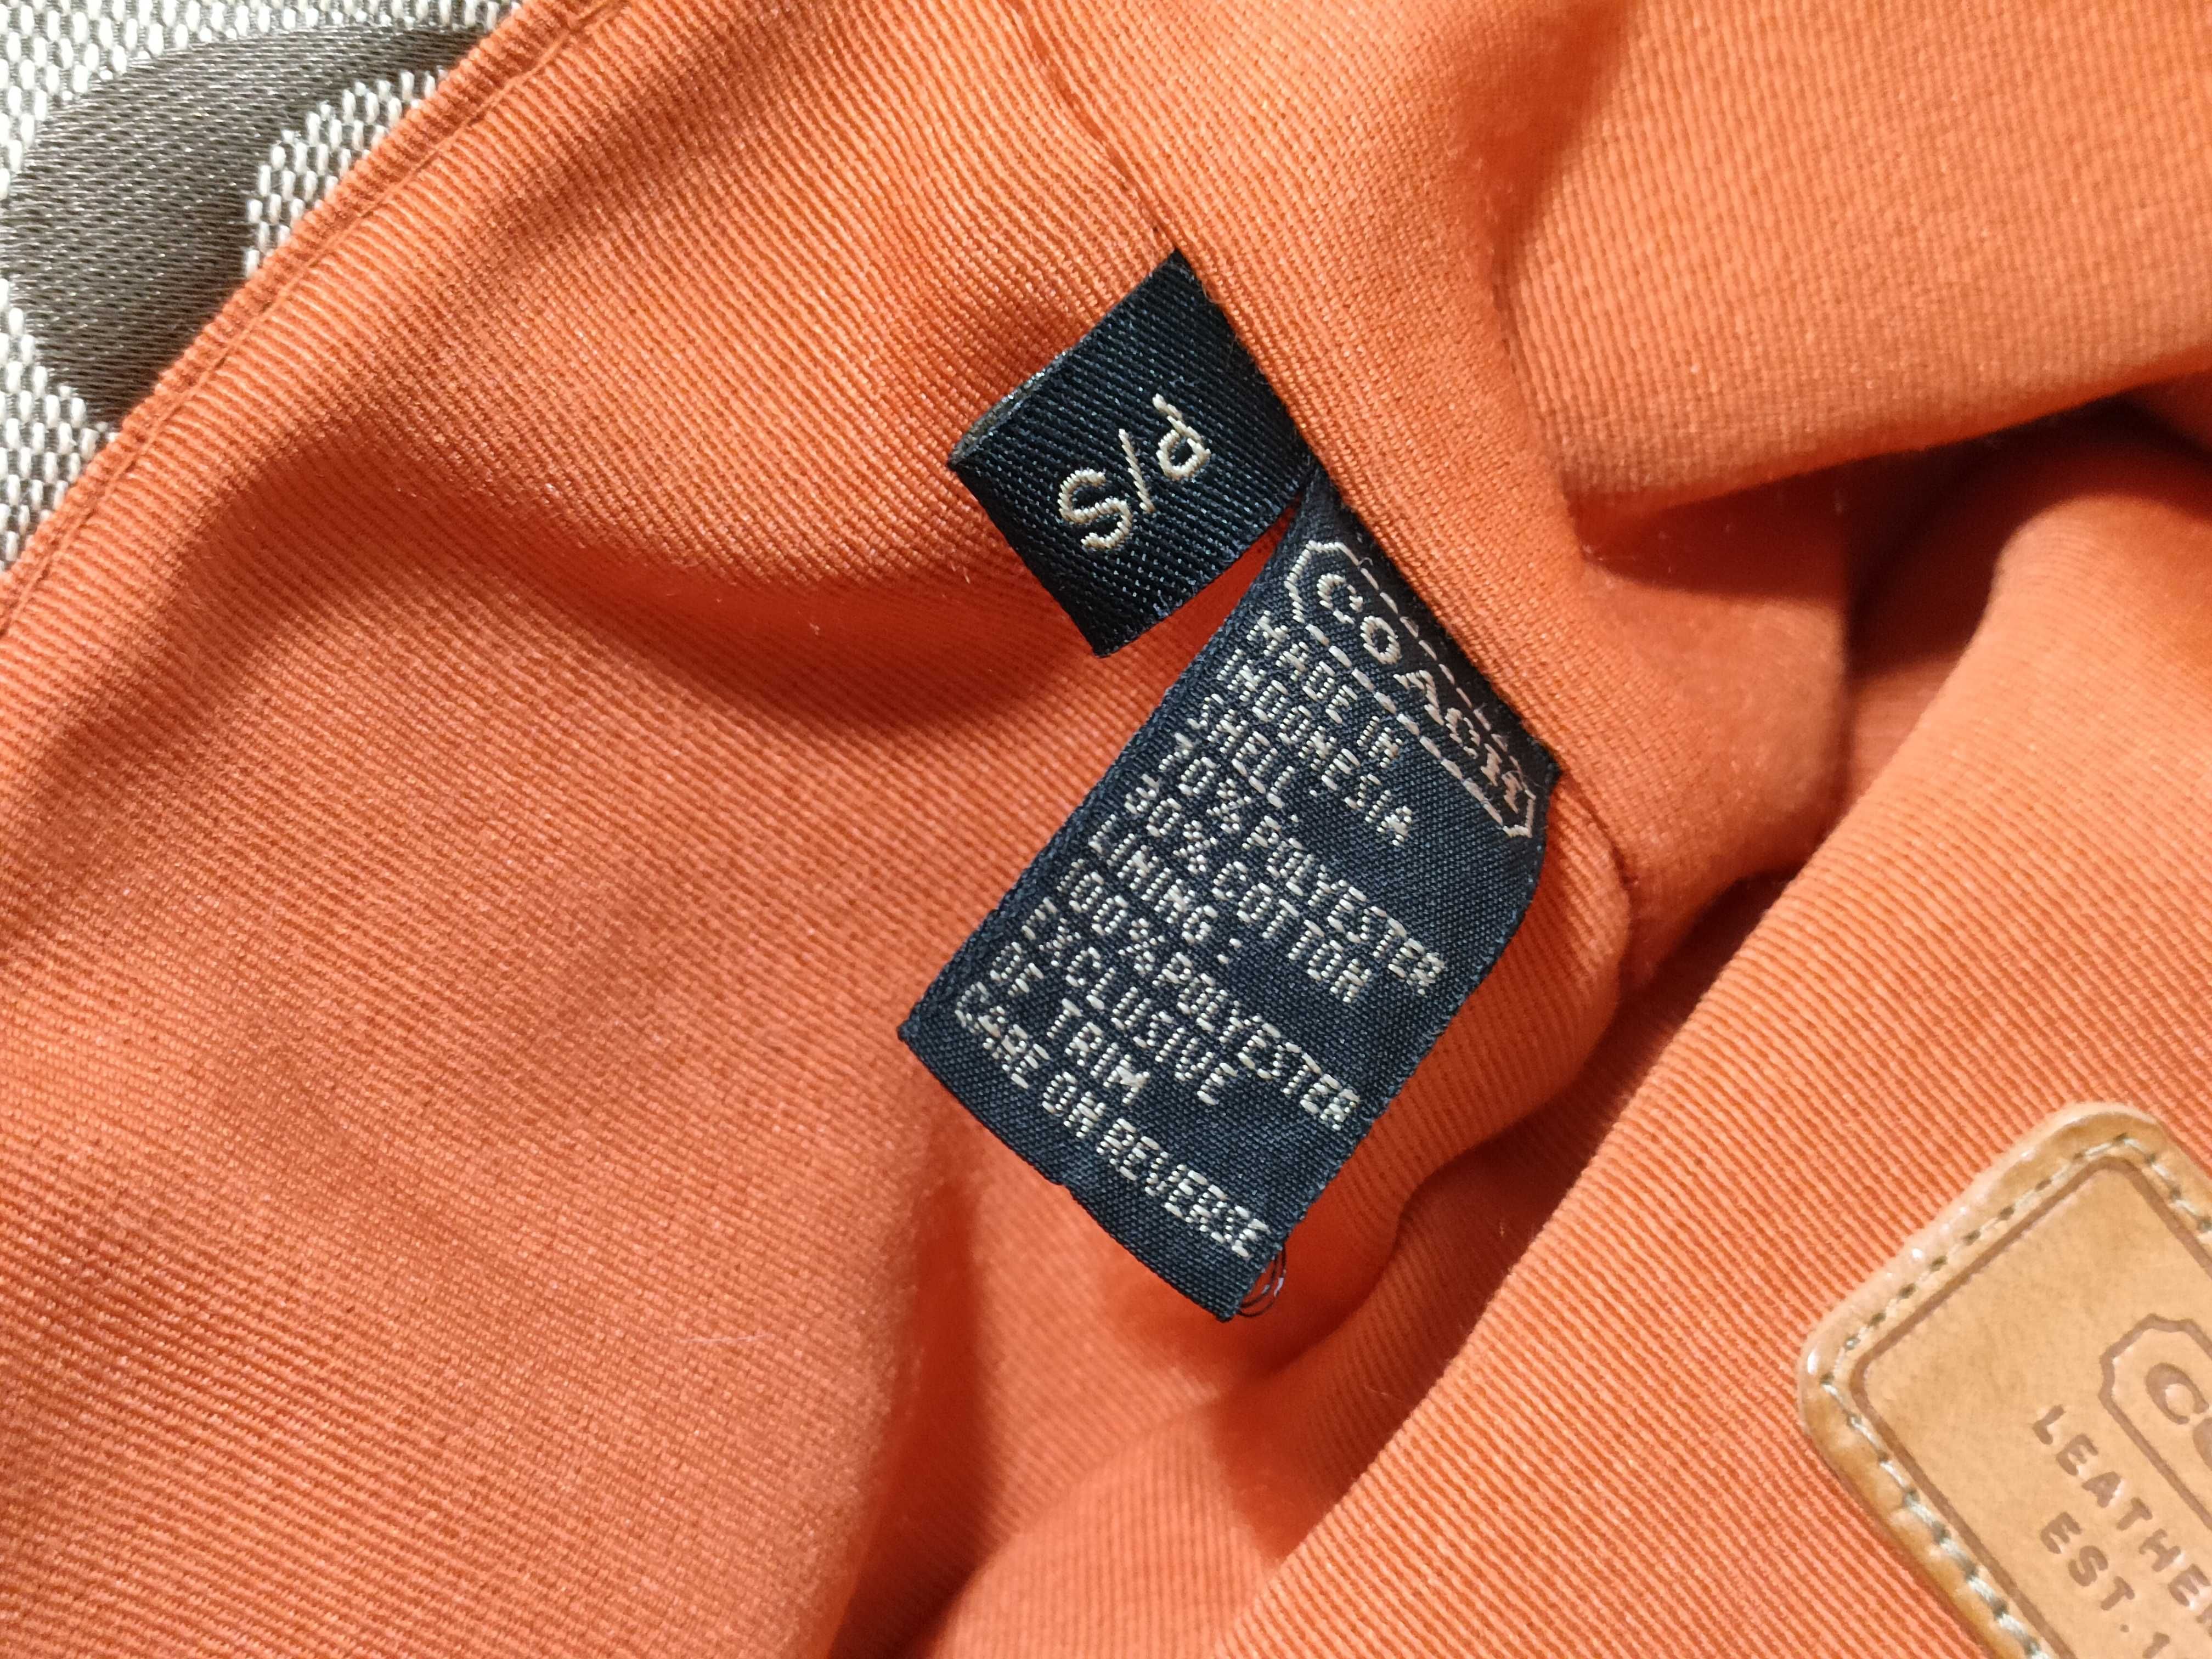 P/S
COACH
MADE IN
INDONESIA
SHELL:
70% POLYESTER
30% COTTON
LINING:
100% POLYESTER
EXCLUSIVE
OF TRIM
CARE ON REVERSE
LEATHER
EST.